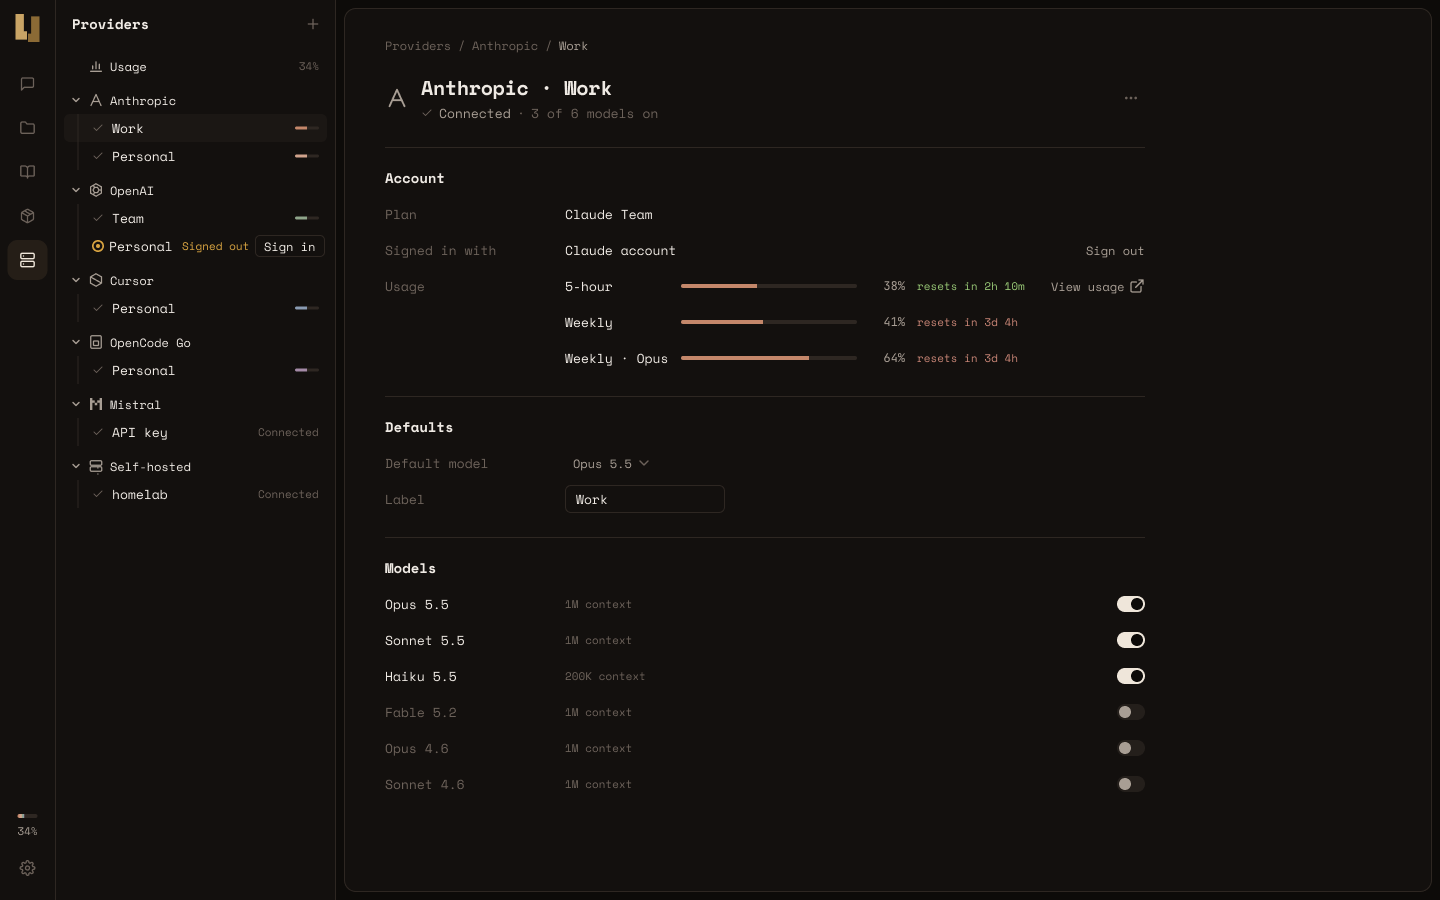 Providers
Usage 34%
Anthropic
Work
Personal
OpenAI
Team
Personal Signed out Sign in
Cursor
Personal
OpenCode Go
Personal
Mistral
API key Connected
Self-hosted
homelab Connected
34%
Providers / Anthropic / Work
Anthropic · Work
Connected · 3 of 6 models on
Account
Plan Claude Team
Signed in with Claude account Sign out
Usage 5-hour 38% resets in 2h 10m View usage
Weekly 41% resets in 3d 4h
Weekly · Opus 64% resets in 3d 4h
Defaults
Default model Opus 5.5
Label Work
Models
Opus 5.5 1M context
Sonnet 5.5 1M context
Haiku 5.5 200K context
Fable 5.2 1M context
Opus 4.6 1M context
Sonnet 4.6 1M context